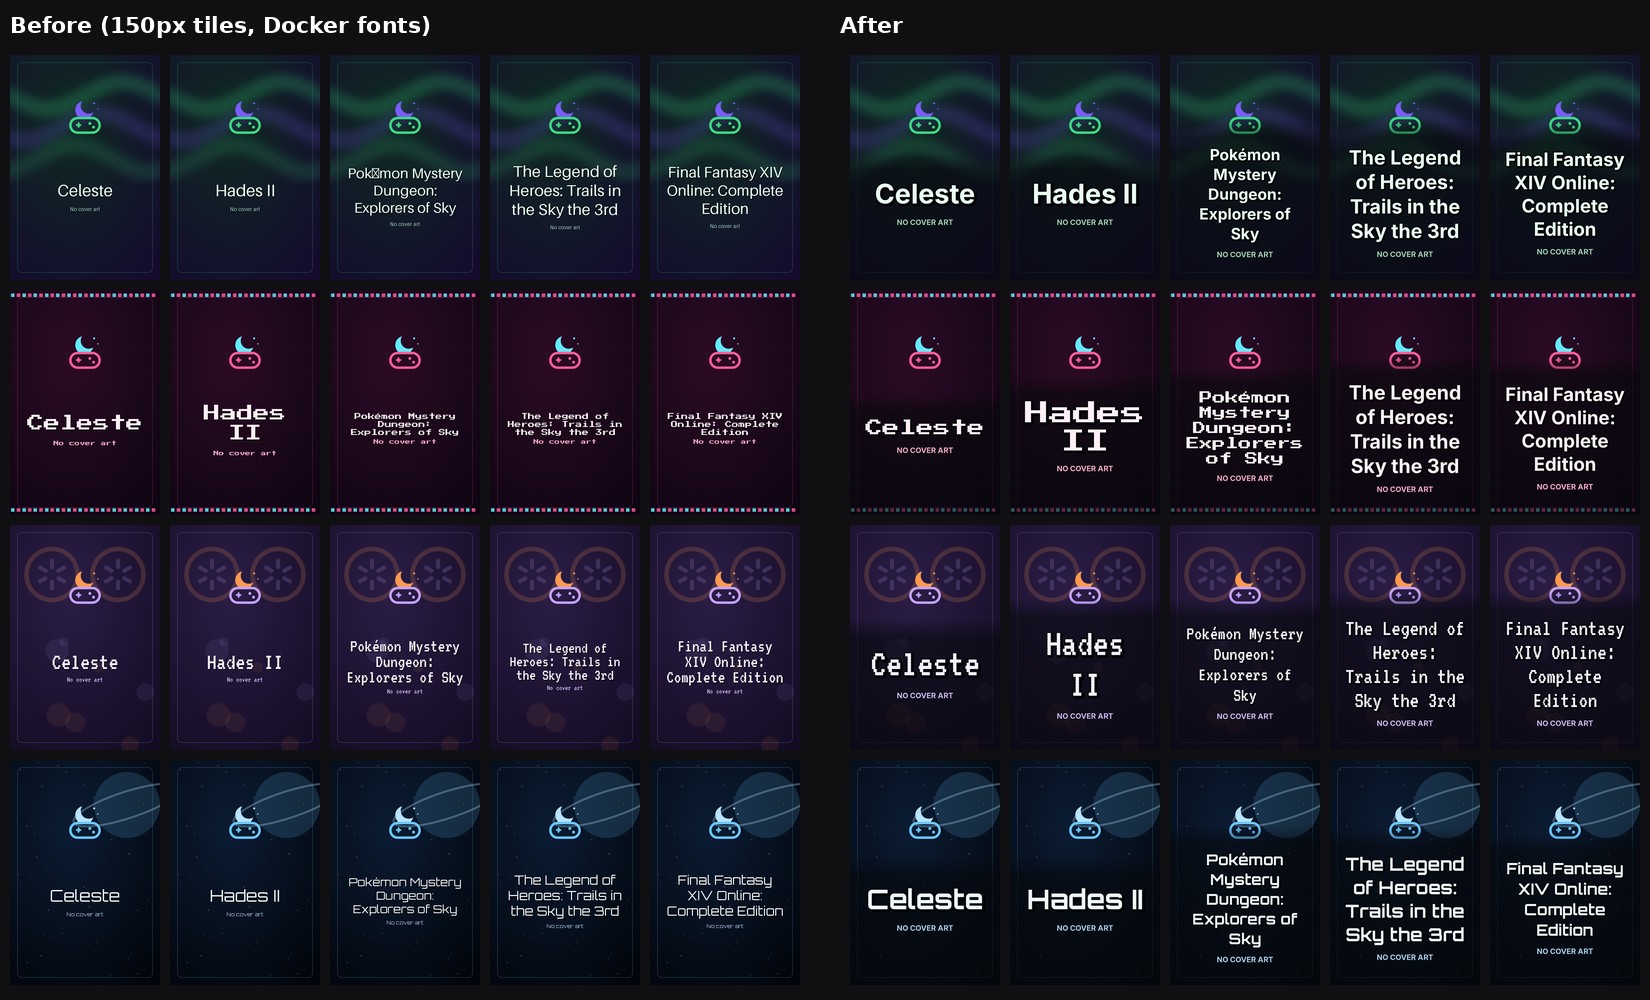 Before (150px tiles, Docker fonts)
After
Celeste
No cover art
Hades II
No cover art
Pok▯mon Mystery
Dungeon:
Explorers of Sky
No cover art
The Legend of
Heroes: Trails in
the Sky the 3rd
No cover art
Final Fantasy XIV
Online: Complete
Edition
No cover art
Celeste
NO COVER ART
Hades II
NO COVER ART
Pokémon
Mystery
Dungeon:
Explorers of
Sky
NO COVER ART
The Legend
of Heroes:
Trails in the
Sky the 3rd
NO COVER ART
Final Fantasy
XIV Online:
Complete
Edition
NO COVER ART
Celeste
No cover art
Hades
II
No cover art
Pokémon Mystery
Dungeon:
Explorers of Sky
No cover art
The Legend of
Heroes: Trails in
the Sky the 3rd
No cover art
Final Fantasy XIV
Online: Complete
Edition
No cover art
Celeste
NO COVER ART
Hades
II
NO COVER ART
Pokémon
Mystery
Dungeon:
Explorers
of Sky
NO COVER ART
The Legend
of Heroes:
Trails in the
Sky the 3rd
NO COVER ART
Final Fantasy
XIV Online:
Complete
Edition
NO COVER ART
Celeste
No cover art
Hades II
No cover art
Pokémon Mystery
Dungeon:
Explorers of Sky
No cover art
The Legend of
Heroes: Trails in
the Sky the 3rd
No cover art
Final Fantasy
XIV Online:
Complete Edition
No cover art
Celeste
NO COVER ART
Hades
II
NO COVER ART
Pokémon Mystery
Dungeon:
Explorers of
Sky
NO COVER ART
The Legend of
Heroes:
Trails in the
Sky the 3rd
NO COVER ART
Final Fantasy
XIV Online:
Complete
Edition
NO COVER ART
Celeste
No cover art
Hades II
No cover art
Pokémon Mystery
Dungeon:
Explorers of Sky
No cover art
The Legend of
Heroes: Trails in
the Sky the 3rd
No cover art
Final Fantasy
XIV Online:
Complete Edition
No cover art
Celeste
NO COVER ART
Hades II
NO COVER ART
Pokémon
Mystery
Dungeon:
Explorers of
Sky
NO COVER ART
The Legend
of Heroes:
Trails in the
Sky the 3rd
NO COVER ART
Final Fantasy
XIV Online:
Complete
Edition
NO COVER ART